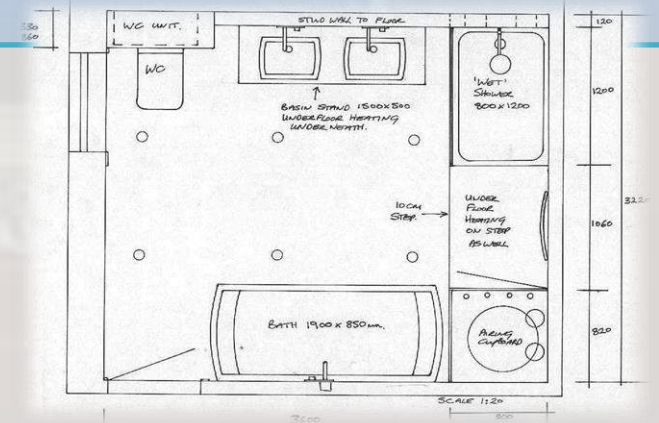 WC UNIT.
STUD WALL TO FLOOR
120
WC
'WET'
SHOWER
800 x 1200
1200
BASIN STAND 1500x500
UNDERFLOOR HEATING
UNDERNEATH.
10CM
STEP.
UNDER
FLOOR
HEATING
ON STEP
AS WELL
1060
BATH 1900 x 850mm.
AIRING
CUPBOARD
820
SCALE 1:20